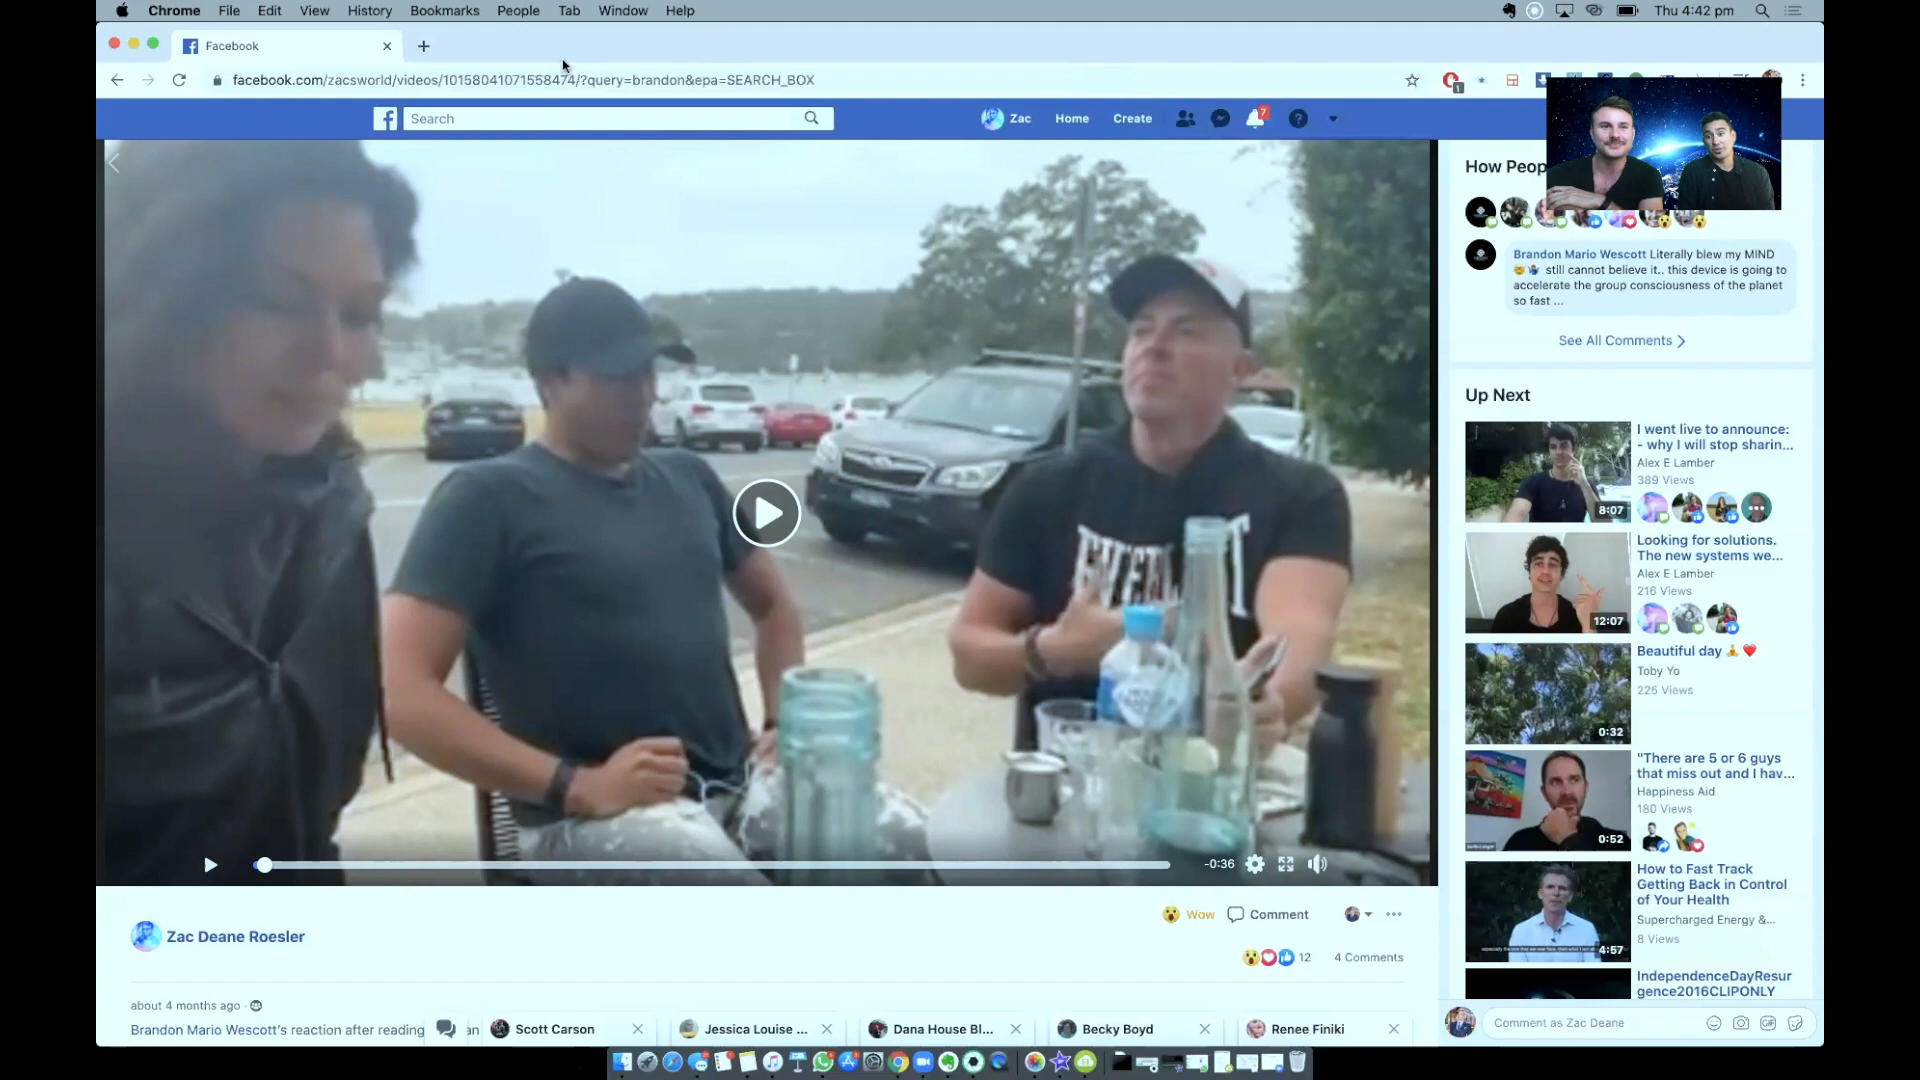 Chrome File Edit View History Bookmarks People Tab Window Help
Thu 4:42 pm
Facebook
facebook.com/zacsworld/videos/10158041071558474/?query=brandon&epa=SEARCH_BOX
1
Search
Zac Home Create
7
How Peop
Brandon Mario Wescott Literally blew my MIND
still cannot believe it.. this device is going to
accelerate the group consciousness of the planet
so fast ...
See All Comments
Up Next
I went live to announce:
- why I will stop sharin...
Alex E Lamber
389 Views
8:07
Looking for solutions.
The new systems we...
Alex E Lamber
216 Views
12:07
Beautiful day
Toby Yo
225 Views
0:32
"There are 5 or 6 guys
that miss out and I hav...
Happiness Aid
180 Views
0:52
How to Fast Track
Getting Back in Control
of Your Health
Supercharged Energy &...
8 Views
4:57
IndependenceDayResur
gence2016CLIPONLY
-0:36
Wow Comment
Zac Deane Roesler
12 4 Comments
about 4 months ago
Brandon Mario Wescott's reaction after reading
an
Scott Carson
Jessica Louise ...
Dana House Bl...
Becky Boyd
Renee Finiki
Comment as Zac Deane
GIF